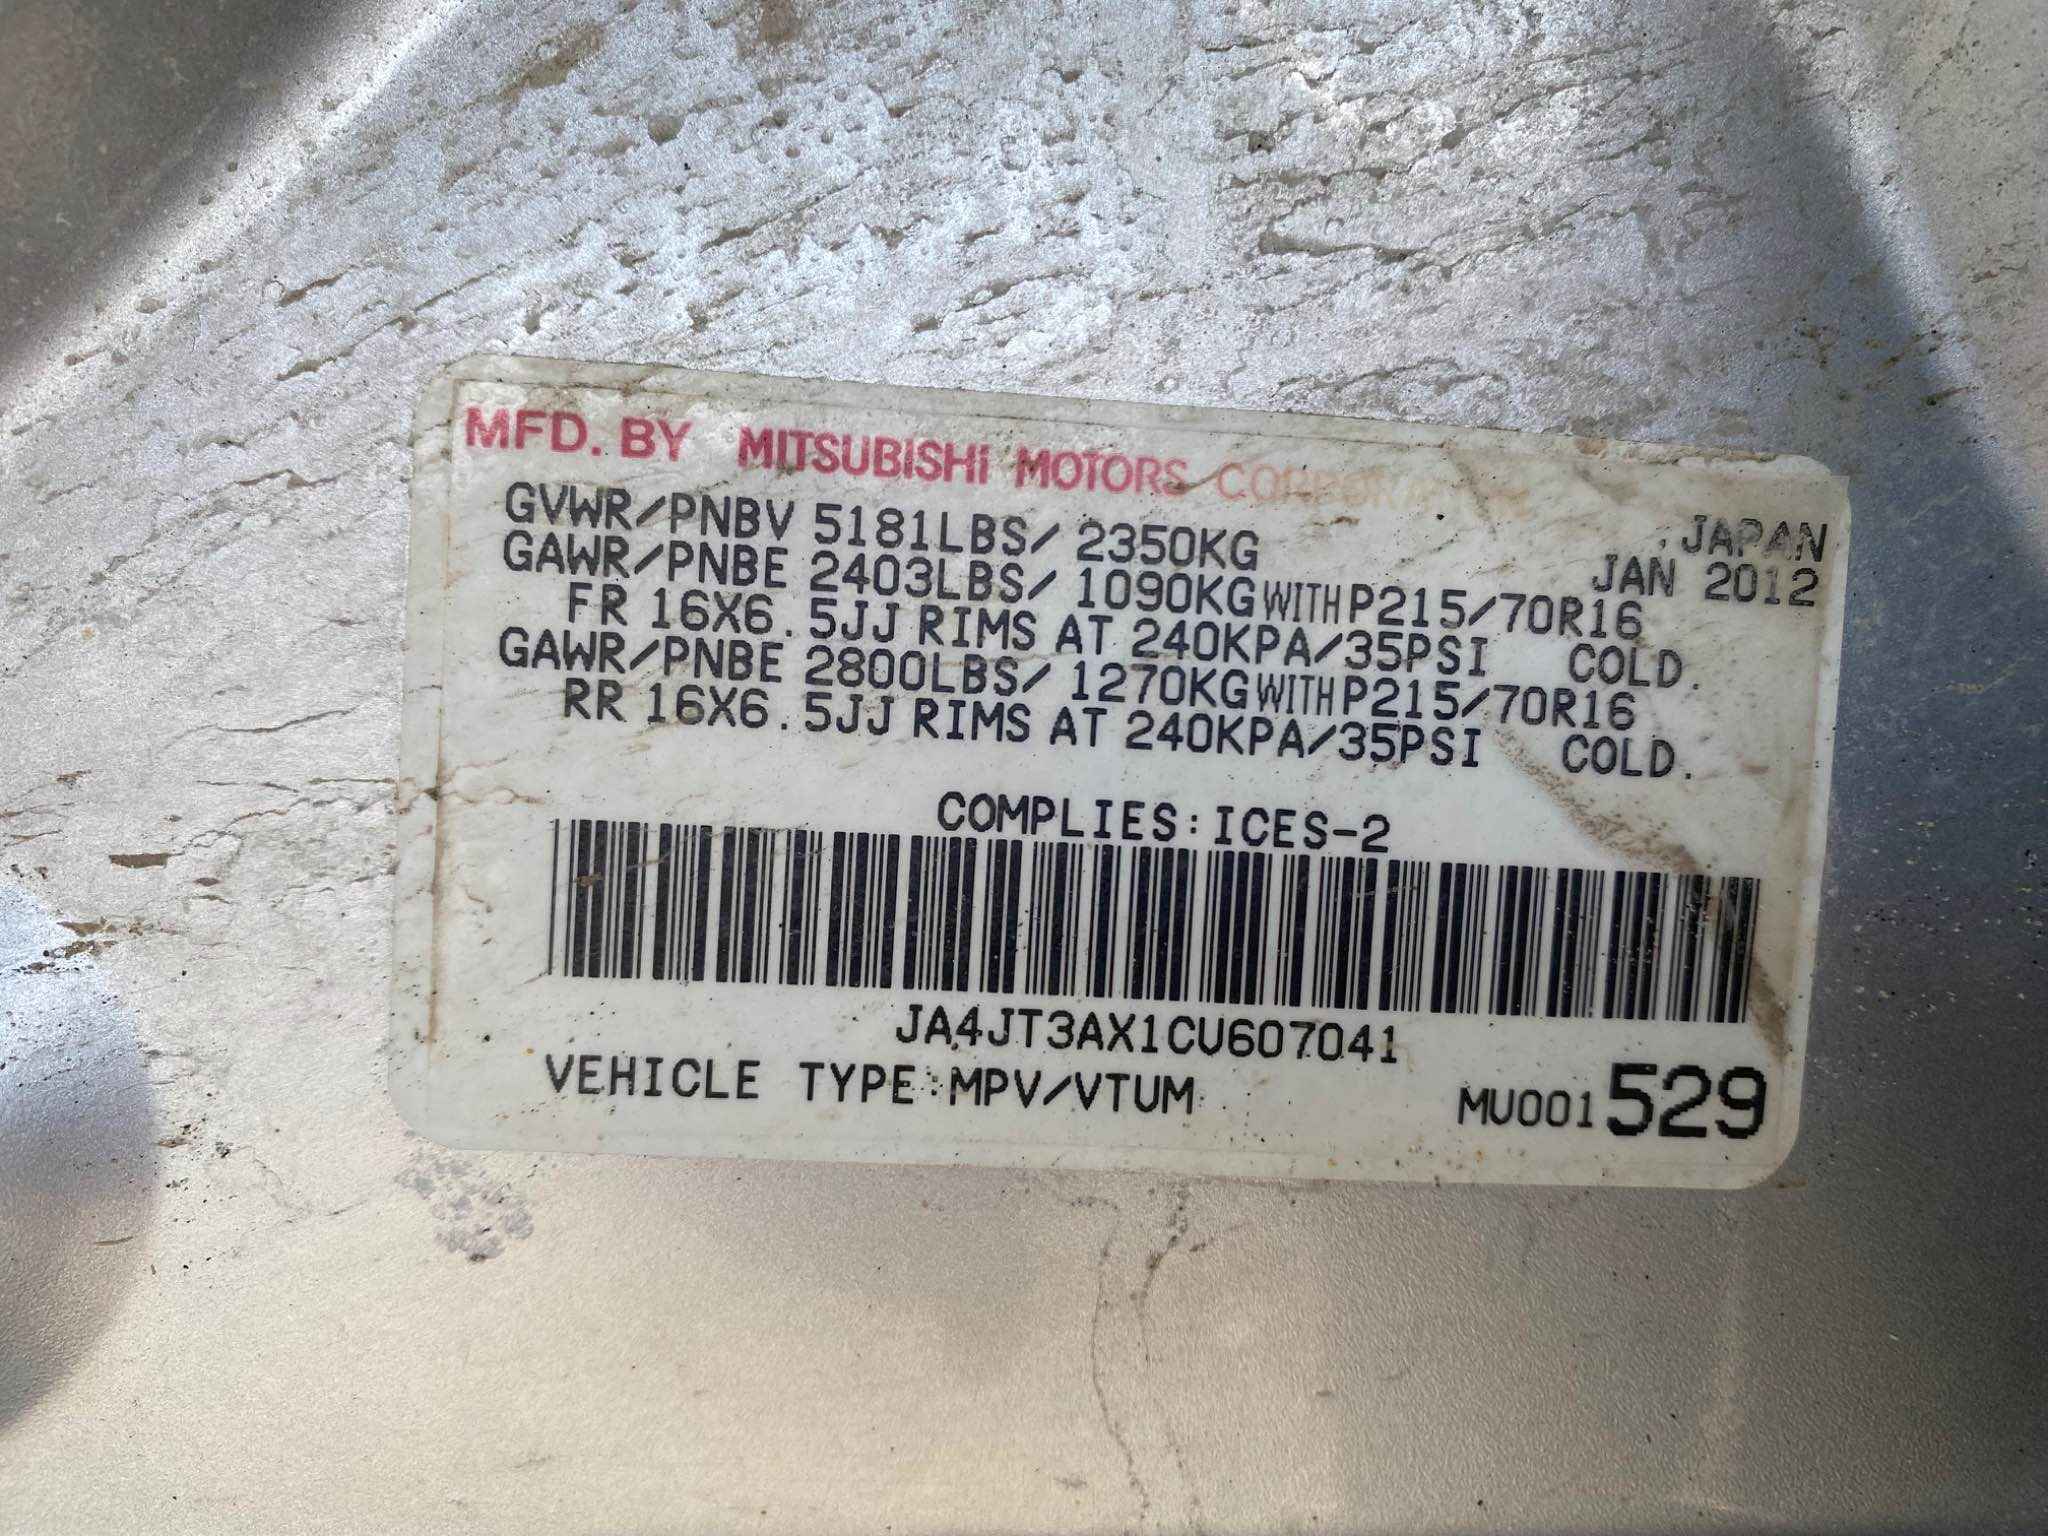 MFD. BY MITSUBISHI MOTORS CORPORATION
JAPAN
GVWR/PNBV 5181LBS/ 2350KG JAN 2012
GAWR/PNBE 2403LBS/ 1090KG WITH P215/70R16
FR 16X6.5JJ RIMS AT 240KPA/35PSI COLD.
GAWR/PNBE 2800LBS/ 1270KG WITH P215/70R16
RR 16X6.5JJ RIMS AT 240KPA/35PSI COLD.
COMPLIES:ICES-2
JA4JT3AX1CU607041
VEHICLE TYPE:MPV/VTUM MU001529